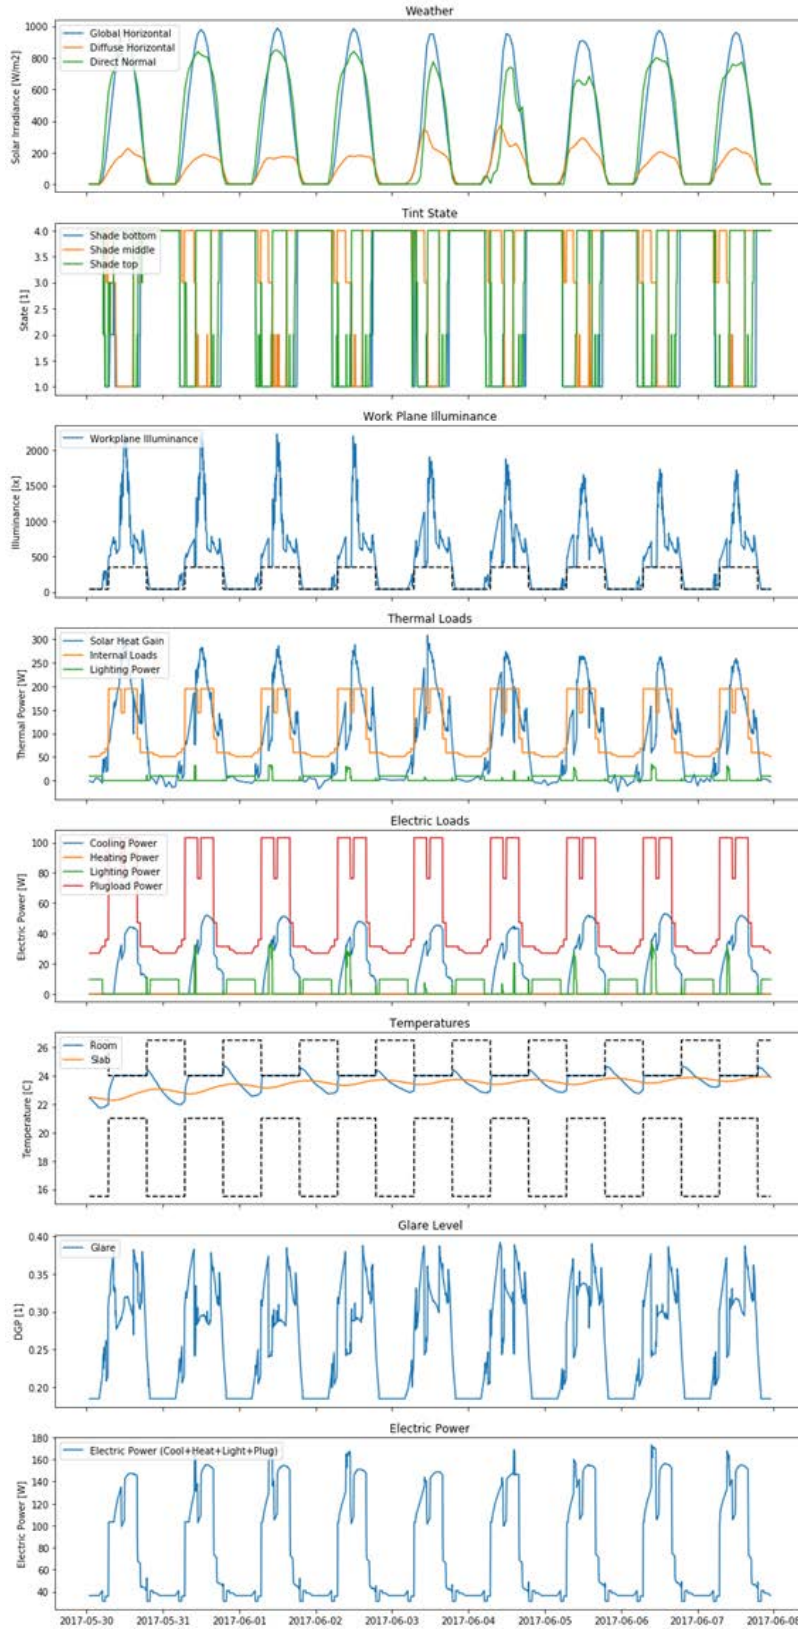 Weather
Solar Irradiance [W/m2]
1000
800
600
400
200
0
Global Horizontal
Diffuse Horizontal
Direct Normal
Tint State
State [1]
4.0
3.5
3.0
2.5
2.0
1.5
1.0
Shade bottom
Shade middle
Shade top
Work Plane Illuminance
Illuminance [lx]
2000
1500
1000
500
0
Workplane Illuminance
Thermal Loads
Thermal Power [W]
300
250
200
150
100
50
0
Solar Heat Gain
Internal Loads
Lighting Power
Electric Loads
Electric Power [W]
100
80
60
40
20
0
Cooling Power
Heating Power
Lighting Power
Plugload Power
Temperatures
Temperature [C]
26
24
22
20
18
16
Room
Slab
Glare Level
DGP [1]
0.40
0.35
0.30
0.25
0.20
Glare
Electric Power
Electric Power [W]
180
160
140
120
100
80
60
40
Electric Power (Cool+Heat+Light+Plug)
2017-05-30 2017-05-31 2017-06-01 2017-06-02 2017-06-03 2017-06-04 2017-06-05 2017-06-06 2017-06-07 2017-06-08